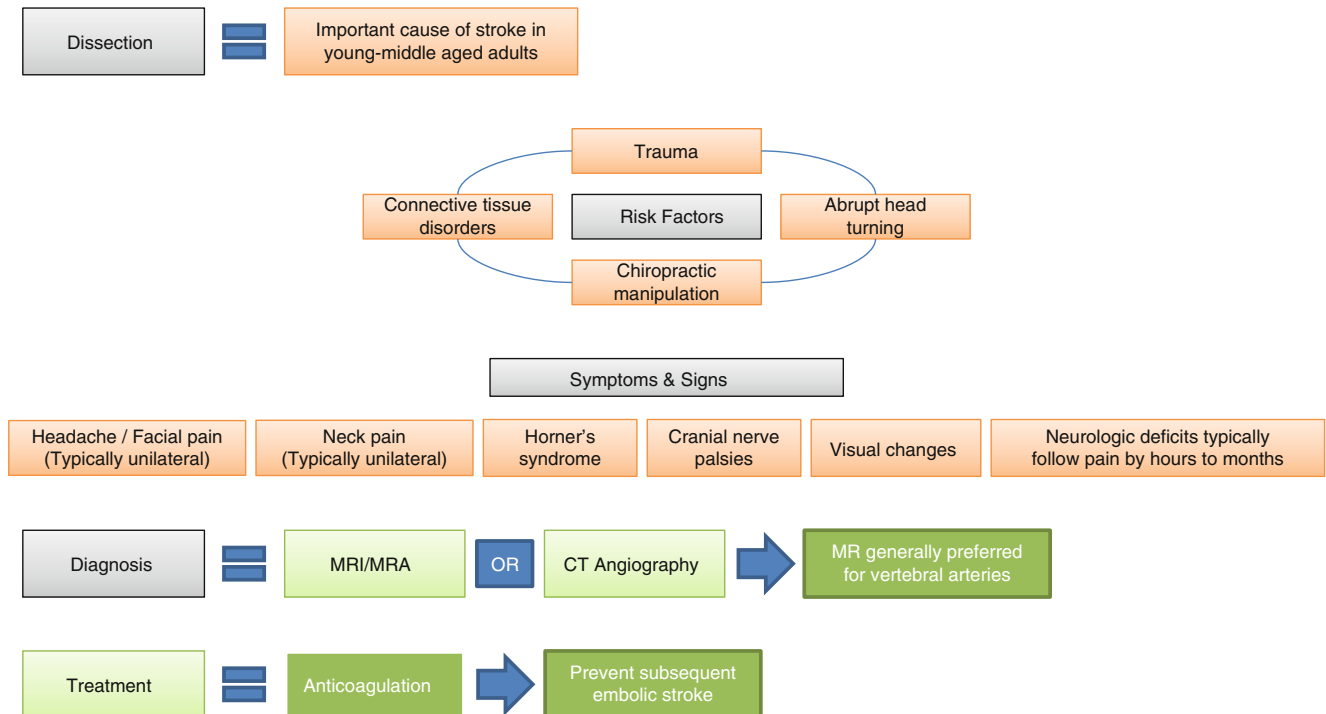 Dissection
Important cause of stroke in
young-middle aged adults
Trauma
Connective tissue
disorders
Risk Factors
Abrupt head
turning
Chiropractic
manipulation
Symptoms & Signs
Headache / Facial pain
(Typically unilateral)
Neck pain
(Typically unilateral)
Horner's
syndrome
Cranial nerve
palsies
Visual changes
Neurologic deficits typically
follow pain by hours to months
Diagnosis
MRI/MRA
OR
CT Angiography
MR generally preferred
for vertebral arteries
Treatment
Anticoagulation
Prevent subsequent
embolic stroke